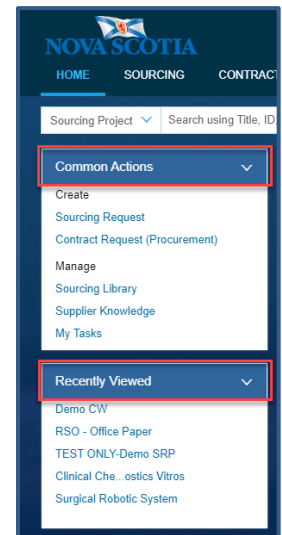 NOVA SCOTIA
HOME SOURCING CONTRACT
Sourcing Project Search using Title, ID,
Common Actions
Create
Sourcing Request
Contract Request (Procurement)
Manage
Sourcing Library
Supplier Knowledge
My Tasks
Recently Viewed
Demo CW
RSO - Office Paper
TEST ONLY-Demo SRP
Clinical Che...ostics Vitros
Surgical Robotic System